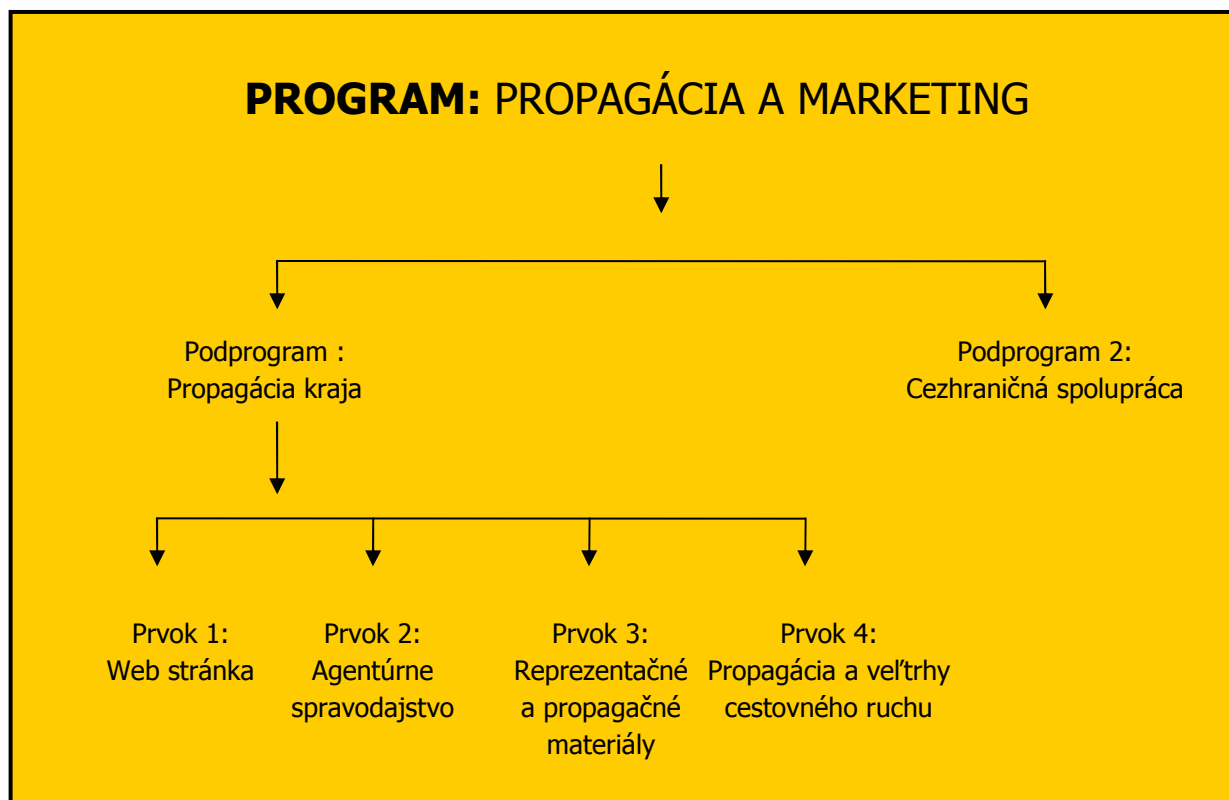 PROGRAM: PROPAGÁCIA A MARKETING
Podprogram :
Propagácia kraja
Podprogram 2:
Cezhraničná spolupráca
Prvok 1:
Web stránka
Prvok 2:
Agentúrne
spravodajstvo
Prvok 3:
Reprezentačné
a propagačné
materiály
Prvok 4:
Propagácia a veľtrhy
cestovného ruchu